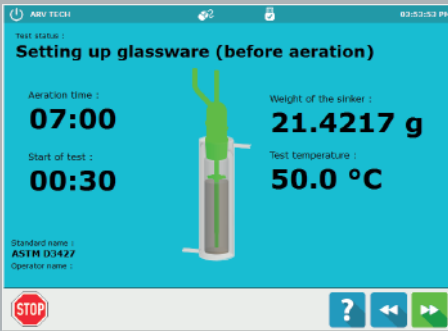 ARV TECH
03:53:53 PM
Test status :
Setting up glassware (before aeration)
Aeration time :
07:00
Weight of the sinker :
21.4217 g
Start of test :
00:30
Test temperature :
50.0 °C
Standard name :
ASTM D3427
Operator name :
STOP
?